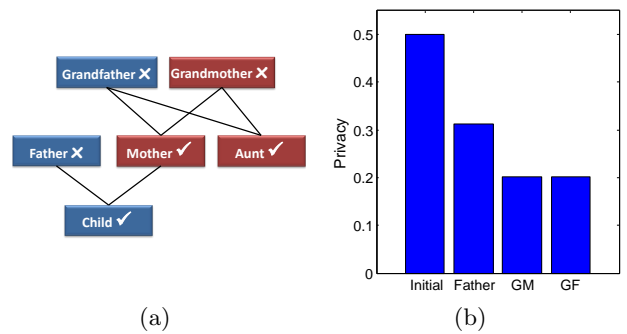 Grandfather ✕ Grandmother ✕
Father ✕ Mother ✓ Aunt ✓
Child ✓
(a)
Privacy
0.5
0.4
0.3
0.2
0.1
0
Initial Father GM GF
(b)